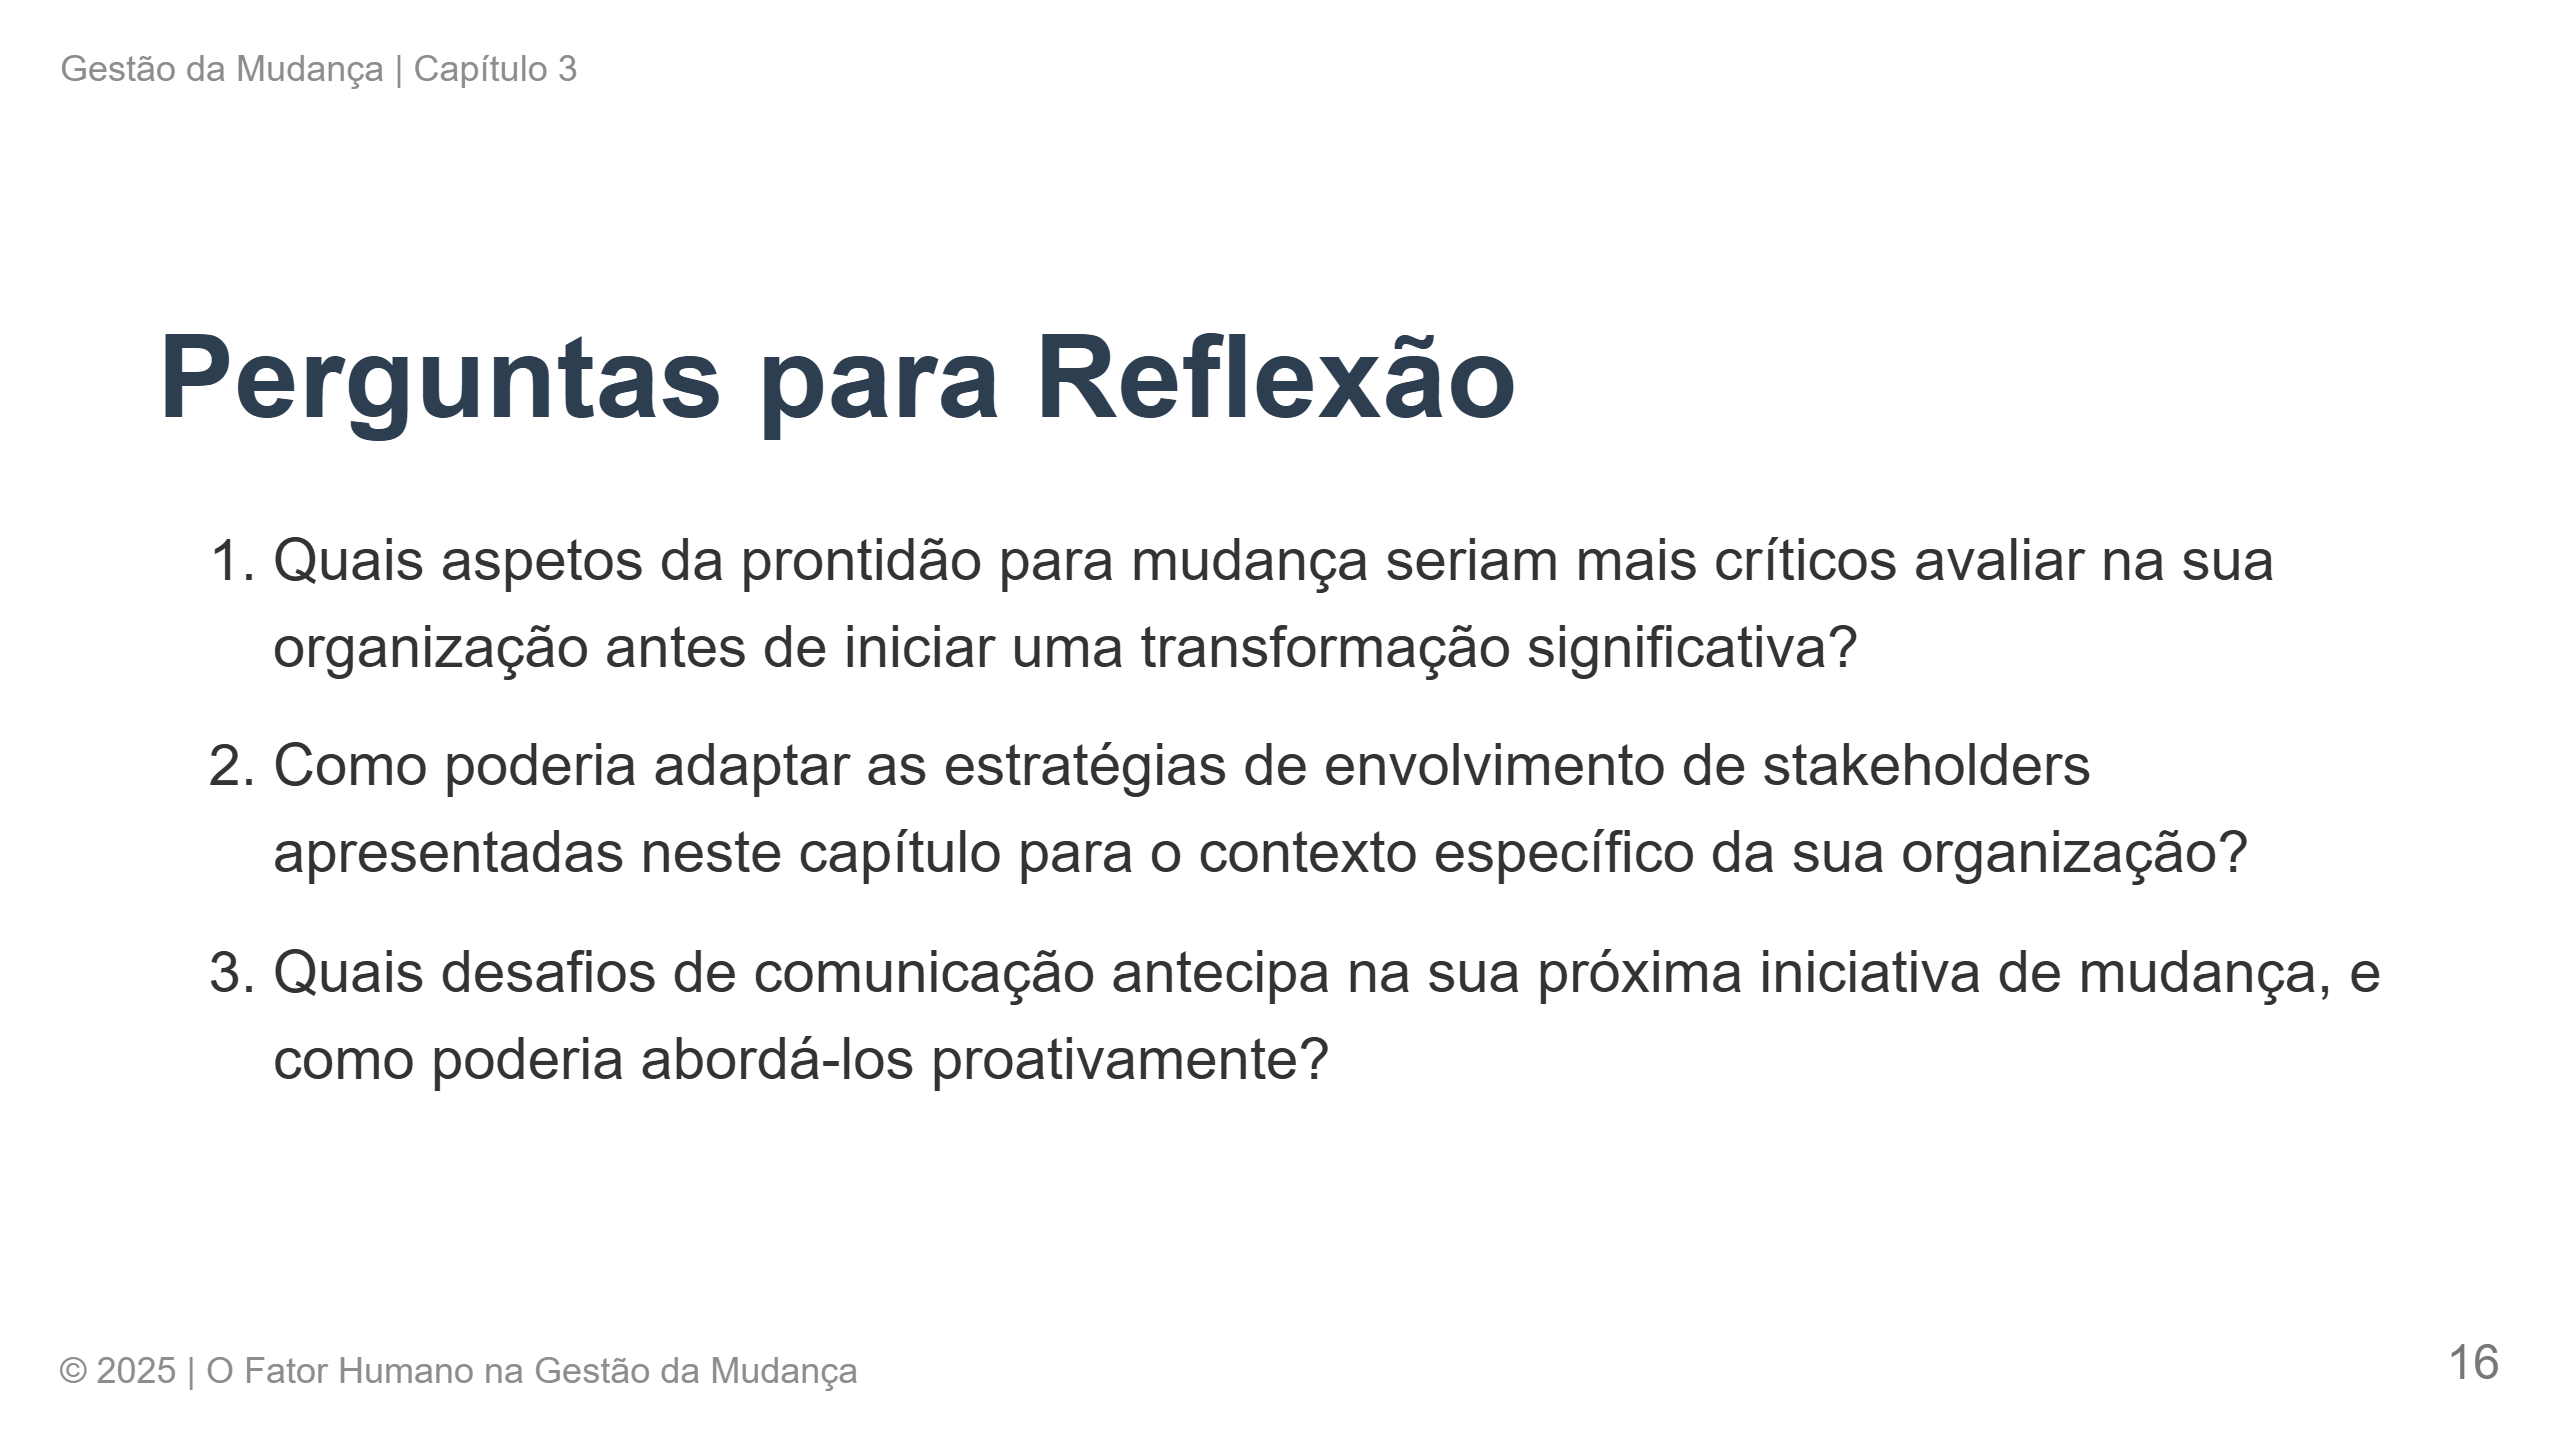 Gestão da Mudança | Capítulo 3
Perguntas para Reflexão
1. Quais aspetos da prontidão para mudança seriam mais críticos avaliar na sua
organização antes de iniciar uma transformação significativa?
2. Como poderia adaptar as estratégias de envolvimento de stakeholders
apresentadas neste capítulo para o contexto específico da sua organização?
3. Quais desafios de comunicação antecipa na sua próxima iniciativa de mudança, e
como poderia abordá-los proativamente?
© 2025 | O Fator Humano na Gestão da Mudança
16